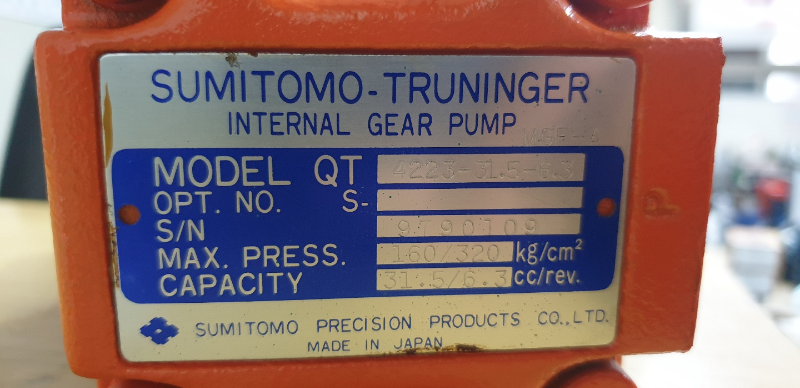 SUMITOMO-TRUNINGER
INTERNAL GEAR PUMP
MODEL QT 4223-31.5-6.3
OPT. NO. S-
S/N 9T90109
MAX. PRESS. 160/320 kg/cm²
CAPACITY 31.5/6.3 cc/rev.
SUMITOMO PRECISION PRODUCTS CO.,LTD.
MADE IN JAPAN